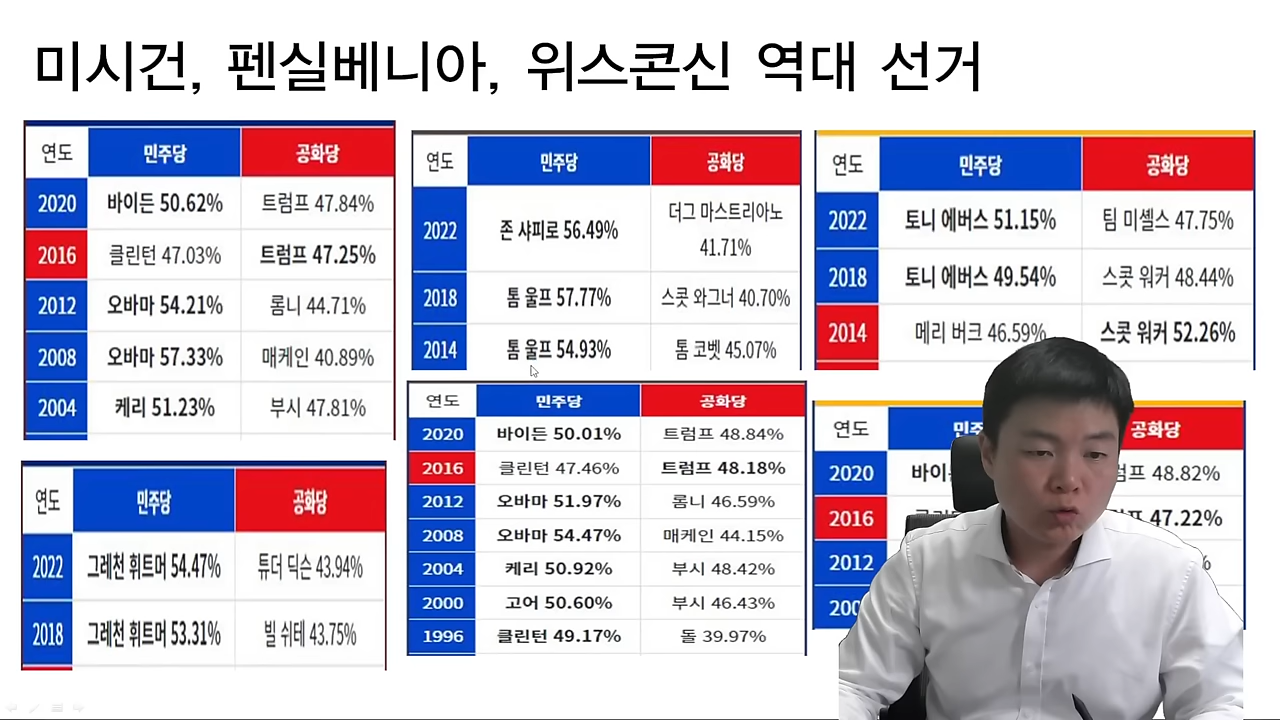 미시건, 펜실베니아, 위스콘신 역대 선거
연도 민주당 공화당
2020 바이든 50.62% 트럼프 47.84%
2016 클린턴 47.03% 트럼프 47.25%
2012 오바마 54.21% 롬니 44.71%
2008 오바마 57.33% 매케인 40.89%
2004 케리 51.23% 부시 47.81%
연도 민주당 공화당
2022 그레천 휘트머 54.47% 튜더 딕슨 43.94%
2018 그레천 휘트머 53.31% 빌 쉬테 43.75%
연도 민주당 공화당
2022 존 샤피로 56.49% 더그 마스트리아노
41.71%
2018 톰 울프 57.77% 스콧 와그너 40.70%
2014 톰 울프 54.93% 톰 코벳 45.07%
연도 민주당 공화당
2020 바이든 50.01% 트럼프 48.84%
2016 클린턴 47.46% 트럼프 48.18%
2012 오바마 51.97% 롬니 46.59%
2008 오바마 54.47% 매케인 44.15%
2004 케리 50.92% 부시 48.42%
2000 고어 50.60% 부시 46.43%
1996 클린턴 49.17% 돌 39.97%
연도 민주당 공화당
2022 토니 에버스 51.15% 팀 미셸스 47.75%
2018 토니 에버스 49.54% 스콧 워커 48.44%
2014 메리 버크 46.59% 스콧 워커 52.26%
연도 공화당
2020 48.82%
2016 47.22%
2012